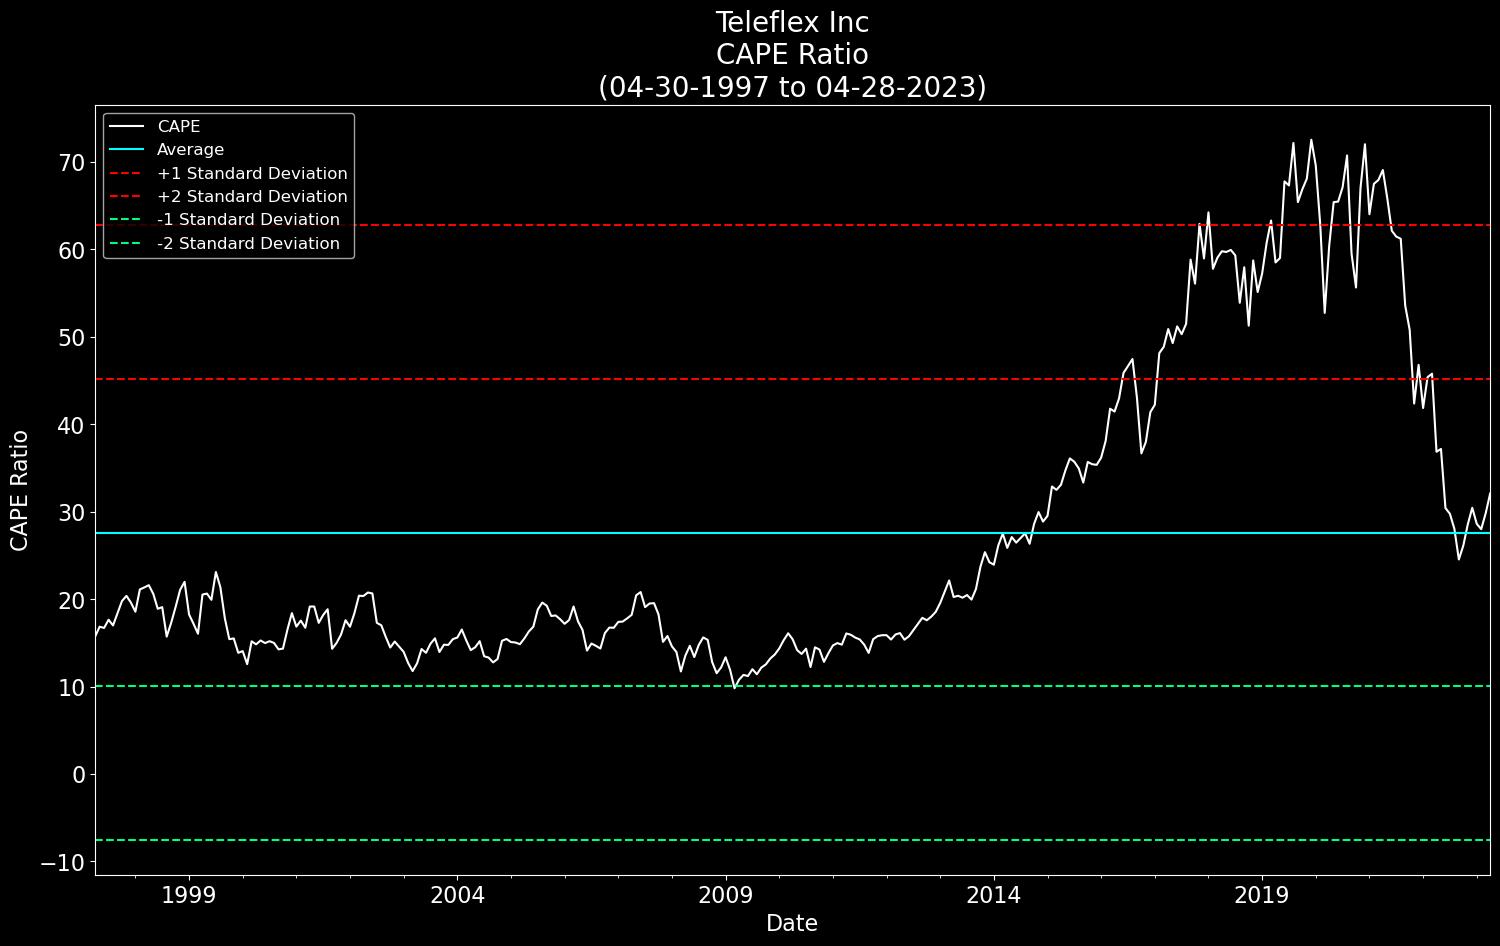 Teleflex Inc
CAPE Ratio
(04-30-1997 to 04-28-2023)
CAPE
Average
+1 Standard Deviation
+2 Standard Deviation
-1 Standard Deviation
-2 Standard Deviation
CAPE Ratio
70
60
50
40
30
20
10
0
−10
1999 2004 2009 2014 2019
Date